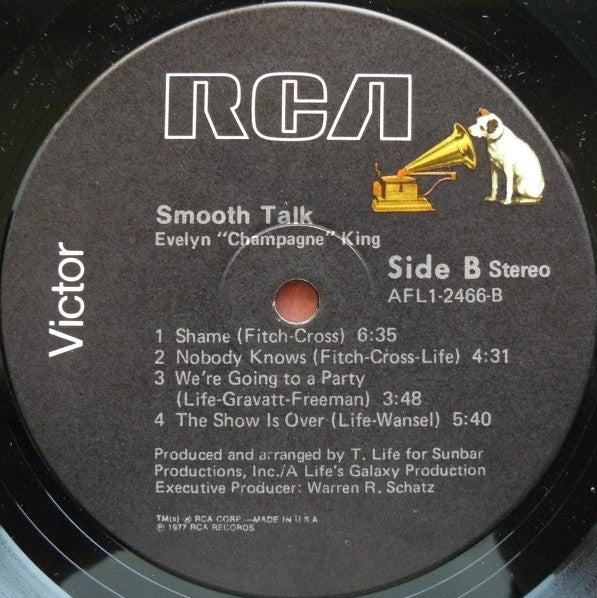 RCA
Victor
Smooth Talk
Evelyn "Champagne" King
Side B Stereo
AFL1-2466-B
1 Shame (Fitch-Cross) 6:35
2 Nobody Knows (Fitch-Cross-Life) 4:31
3 We're Going to a Party
(Life-Gravatt-Freeman) 3:48
4 The Show Is Over (Life-Wansel) 5:40
Produced and arranged by T. Life for Sunbar
Productions, Inc./A Life's Galaxy Production
Executive Producer: Warren R. Schatz
TM(s) ® RCA CORP.—MADE IN U.S.A.
℗ 1977 RCA RECORDS